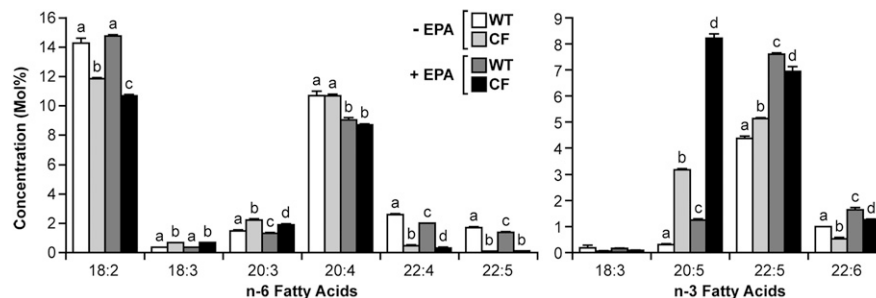 Concentration (Mol%)
16
14
12
10
8
6
4
2
0
a b a c
a b a b
a b c d
a a b b
a b c b
a b c b
18:2 18:3 20:3 20:4 22:4 22:5
n-6 Fatty Acids
- EPA WT
CF
+ EPA WT
CF
9
8
7
6
5
4
3
2
1
0
a b c d
a b c d
a b c d
18:3 20:5 22:5 22:6
n-3 Fatty Acids